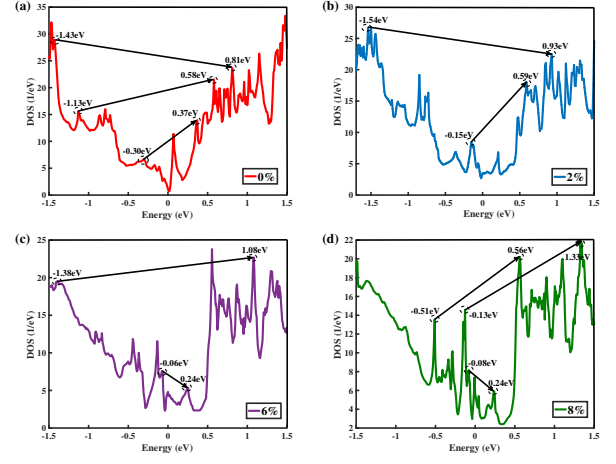 (a)
35
30
25
20
15
10
5
0
DOS (1/eV)
-1.43eV
0.81eV
0.58eV
-1.13eV
0.37eV
-0.30eV
0%
-1.5 -1 -0.5 0 0.5 1 1.5
Energy (eV)
(b)
30
25
20
15
10
5
0
DOS (1/eV)
-1.54eV
0.93eV
0.59eV
-0.15eV
2%
-1.5 -1 -0.5 0 0.5 1 1.5
Energy (eV)
(c)
25
20
15
10
5
0
DOS (1/eV)
1.08eV
-1.38eV
-0.06eV
0.24eV
6%
-1.5 -1 -0.5 0 0.5 1 1.5
Energy (eV)
(d)
22
20
18
16
14
12
10
8
6
4
2
DOS (1/eV)
0.56eV
1.33eV
-0.51eV
-0.13eV
-0.08eV
0.24eV
8%
-1.5 -1 -0.5 0 0.5 1 1.5
Energy (eV)